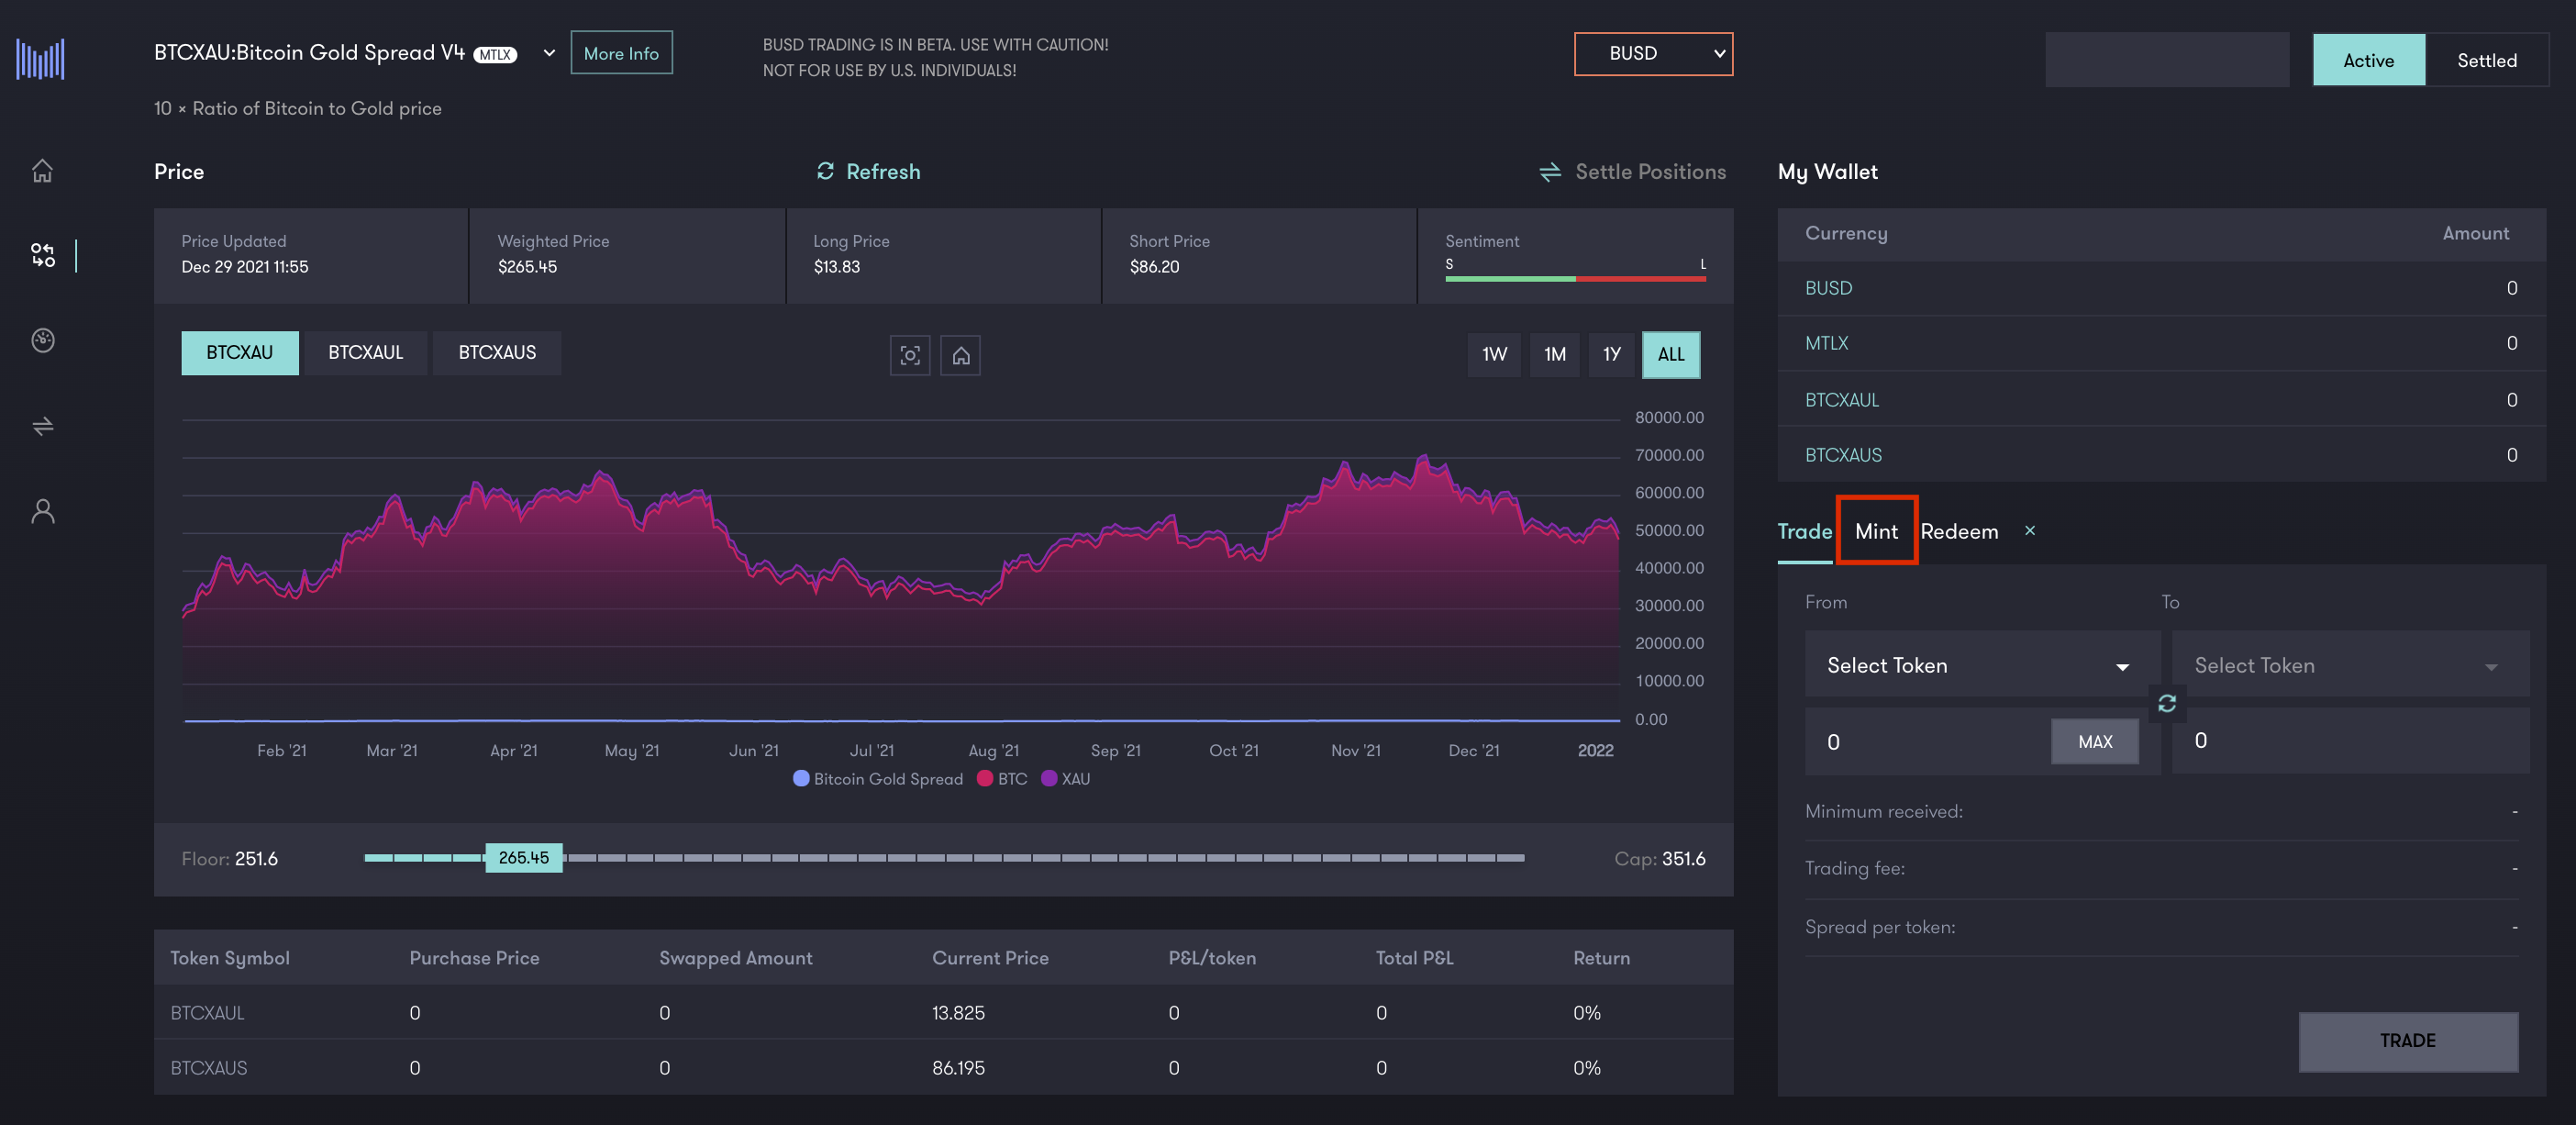 BTCXAU:Bitcoin Gold Spread V4 MTLX
More Info
BUSD TRADING IS IN BETA. USE WITH CAUTION!
NOT FOR USE BY U.S. INDIVIDUALS!
BUSD
Active
Settled
10 × Ratio of Bitcoin to Gold price
Price
Refresh
Settle Positions
Price Updated
Dec 29 2021 11:55
Weighted Price
$265.45
Long Price
$13.83
Short Price
$86.20
Sentiment
S L
BTCXAU
BTCXAUL
BTCXAUS
1W
1M
1Y
ALL
80000.00
70000.00
60000.00
50000.00
40000.00
30000.00
20000.00
10000.00
0.00
Feb '21 Mar '21 Apr '21 May '21 Jun '21 Jul '21 Aug '21 Sep '21 Oct '21 Nov '21 Dec '21 2022
Bitcoin Gold Spread BTC XAU
Floor: 251.6
265.45
Cap: 351.6
Token Symbol Purchase Price Swapped Amount Current Price P&L/token Total P&L Return
BTCXAUL 0 0 13.825 0 0 0%
BTCXAUS 0 0 86.195 0 0 0%
My Wallet
Currency Amount
BUSD 0
MTLX 0
BTCXAUL 0
BTCXAUS 0
Trade Mint Redeem ×
From To
Select Token Select Token
0 MAX 0
Minimum received: -
Trading fee: -
Spread per token: -
TRADE